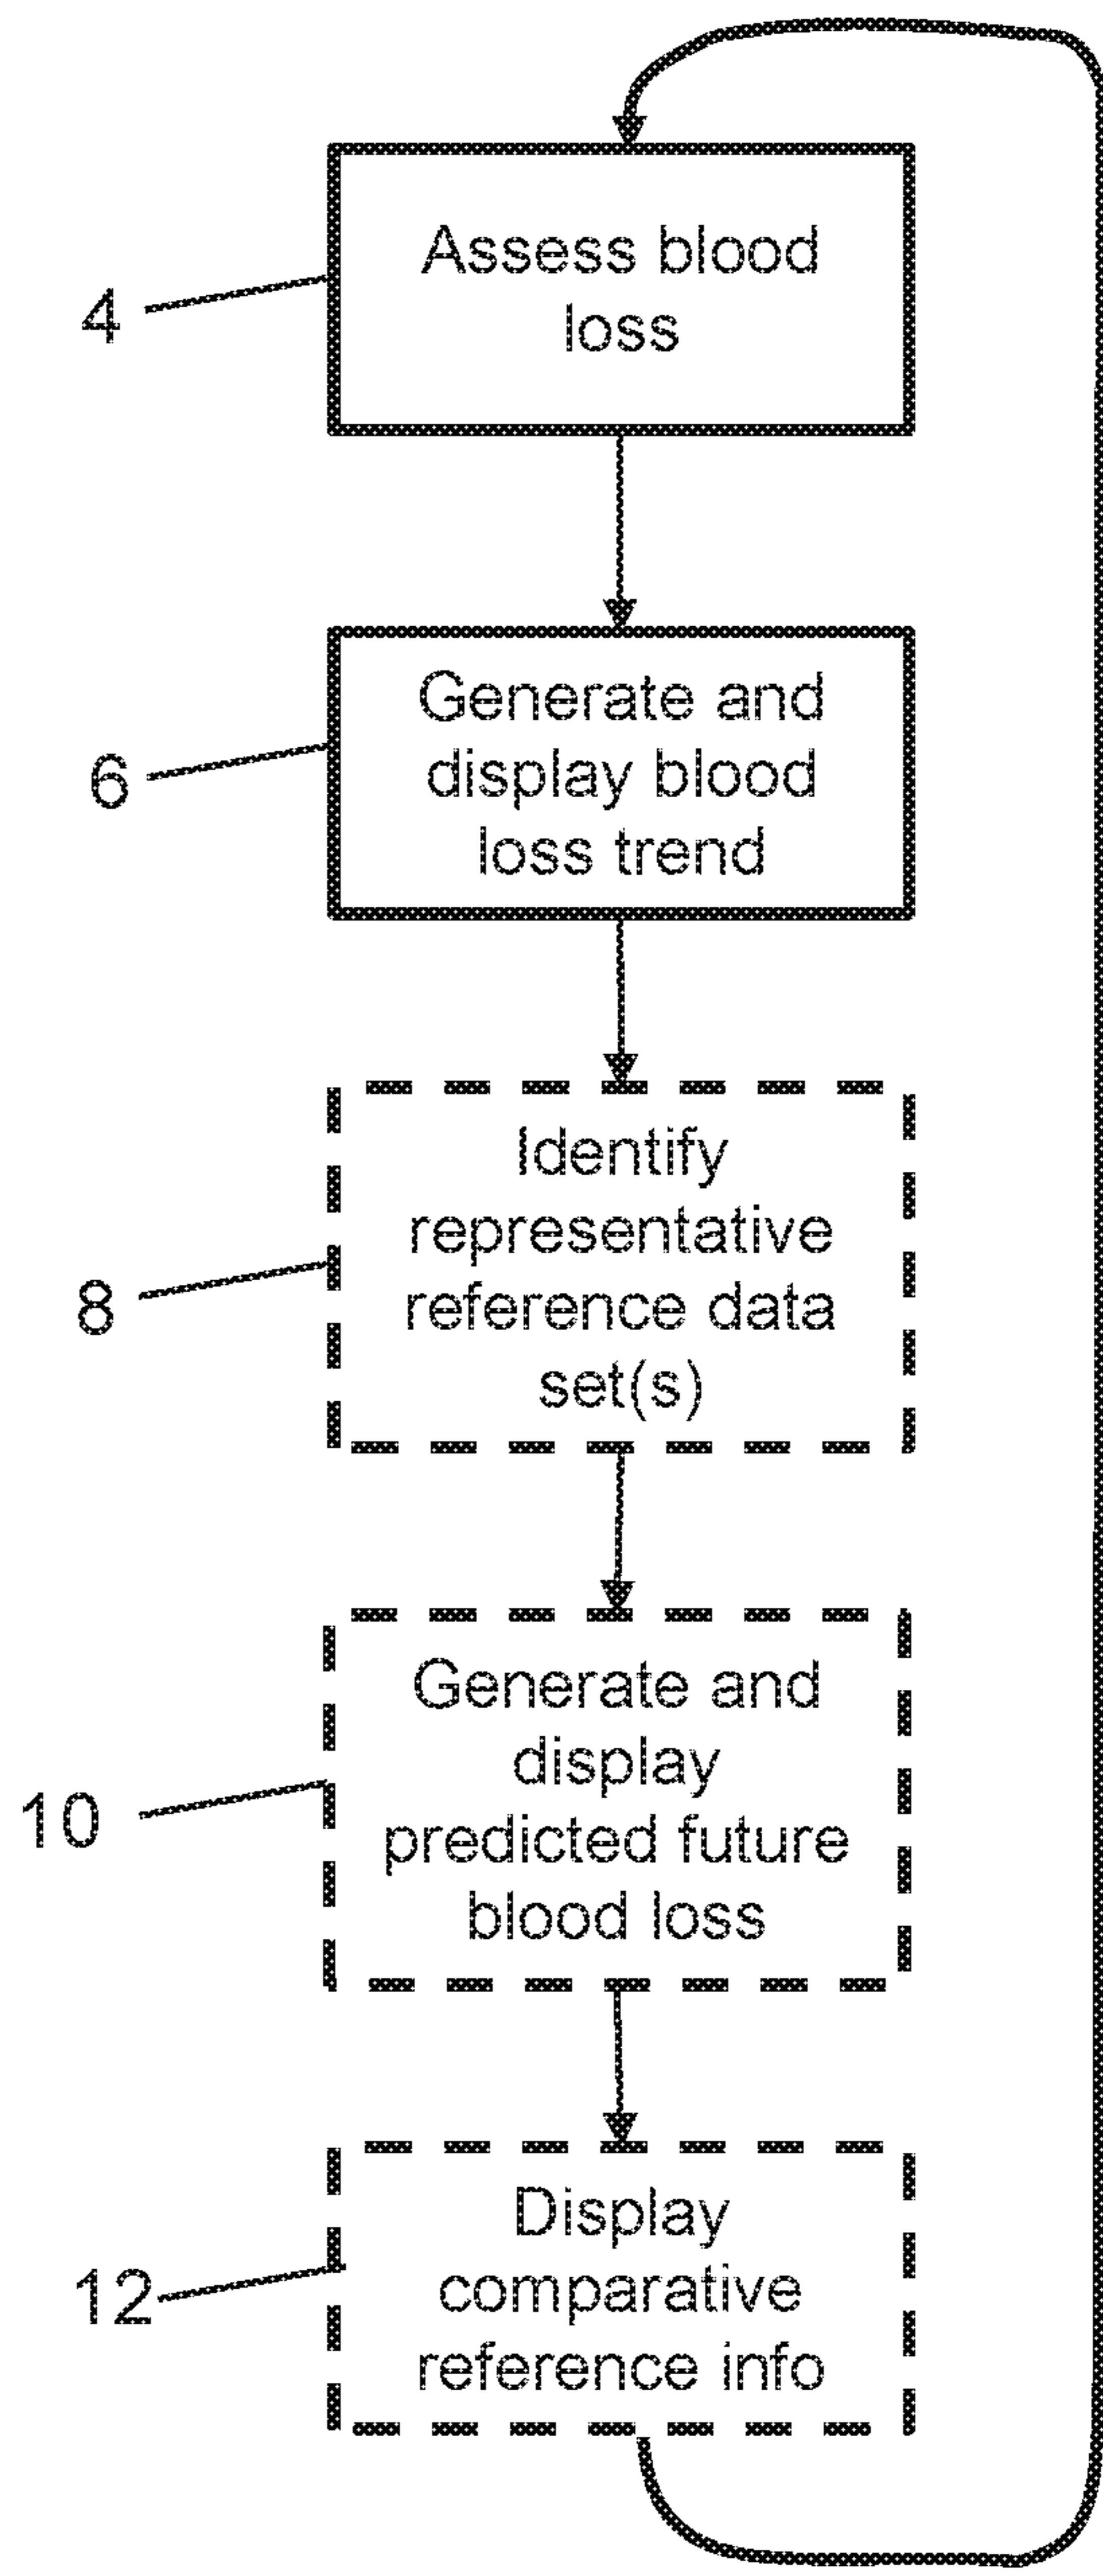 Assess blood
loss
4
Generate and
display blood
loss trend
6
Identify
representative
reference data
set(s)
8
Generate and
display
predicted future
blood loss
10
Display
comparative
reference info
12